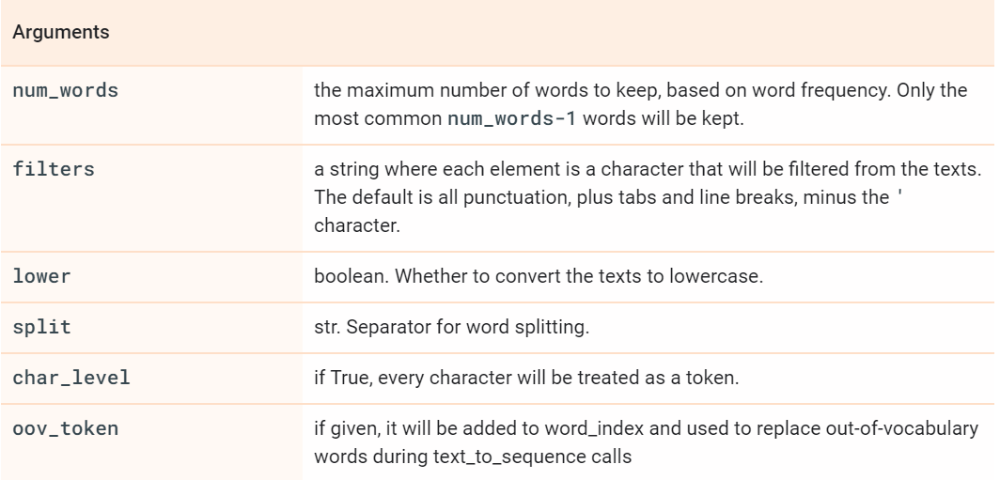 Arguments
num_words
the maximum number of words to keep, based on word frequency. Only the
most common num_words-1 words will be kept.
filters
a string where each element is a character that will be filtered from the texts.
The default is all punctuation, plus tabs and line breaks, minus the '
character.
lower
boolean. Whether to convert the texts to lowercase.
split
str. Separator for word splitting.
char_level
if True, every character will be treated as a token.
oov_token
if given, it will be added to word_index and used to replace out-of-vocabulary
words during text_to_sequence calls